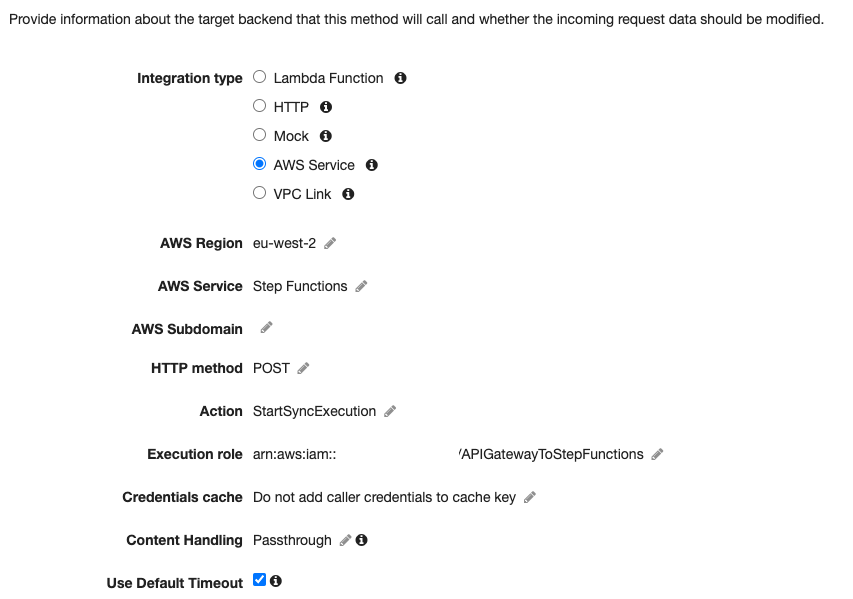 Provide information about the target backend that this method will call and whether the incoming request data should be modified.
Integration type Lambda Function
HTTP
Mock
AWS Service
VPC Link
AWS Region eu-west-2
AWS Service Step Functions
AWS Subdomain
HTTP method POST
Action StartSyncExecution
Execution role arn:aws:iam:: /APIGatewayToStepFunctions
Credentials cache Do not add caller credentials to cache key
Content Handling Passthrough
Use Default Timeout